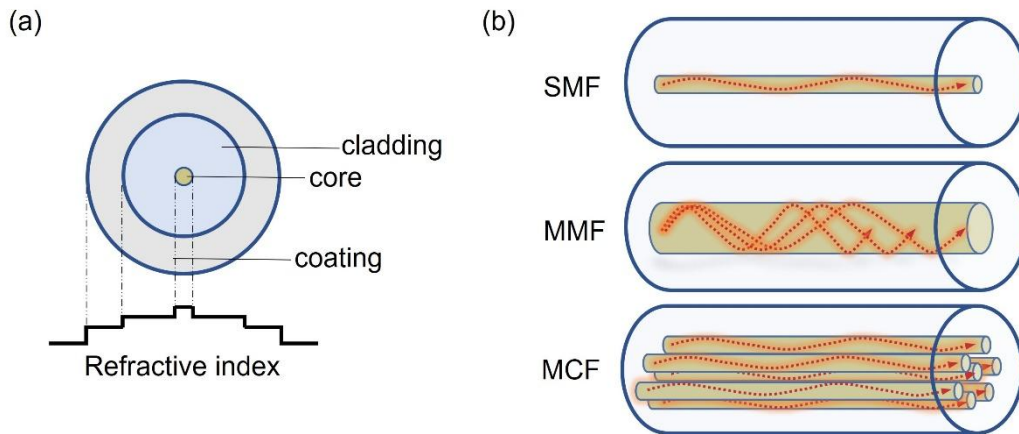 (a)
cladding
core
coating
Refractive index
(b)
SMF
MMF
MCF